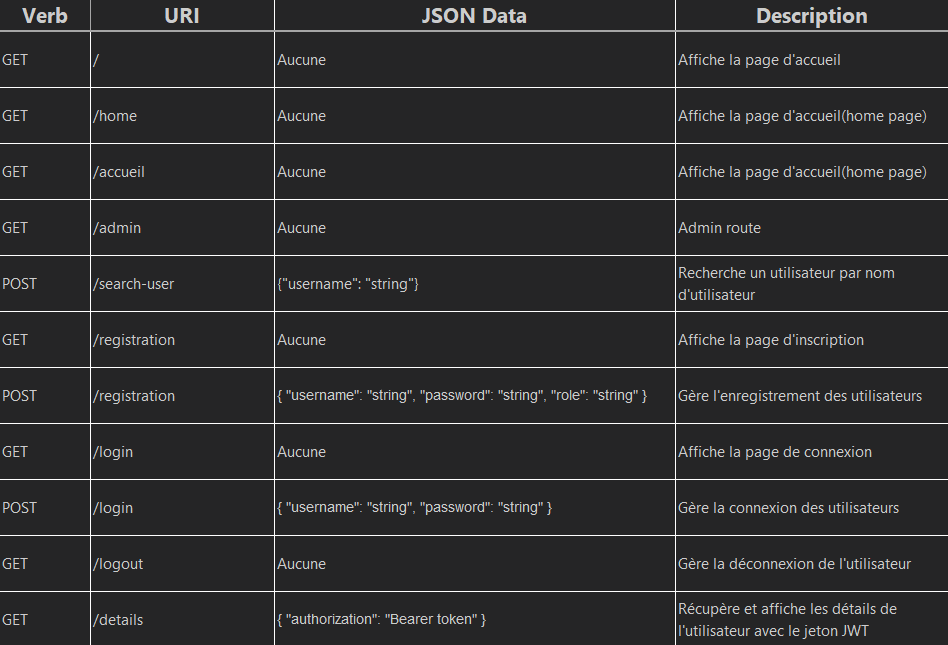 Verb URI JSON Data Description
GET / Aucune Affiche la page d'accueil
GET /home Aucune Affiche la page d'accueil(home page)
GET /accueil Aucune Affiche la page d'accueil(home page)
GET /admin Aucune Admin route
POST /search-user {"username": "string"} Recherche un utilisateur par nom
d'utilisateur
GET /registration Aucune Affiche la page d'inscription
POST /registration { "username": "string", "password": "string", "role": "string" } Gère l'enregistrement des utilisateurs
GET /login Aucune Affiche la page de connexion
POST /login { "username": "string", "password": "string" } Gère la connexion des utilisateurs
GET /logout Aucune Gère la déconnexion de l'utilisateur
GET /details { "authorization": "Bearer token" } Récupère et affiche les détails de
l'utilisateur avec le jeton JWT